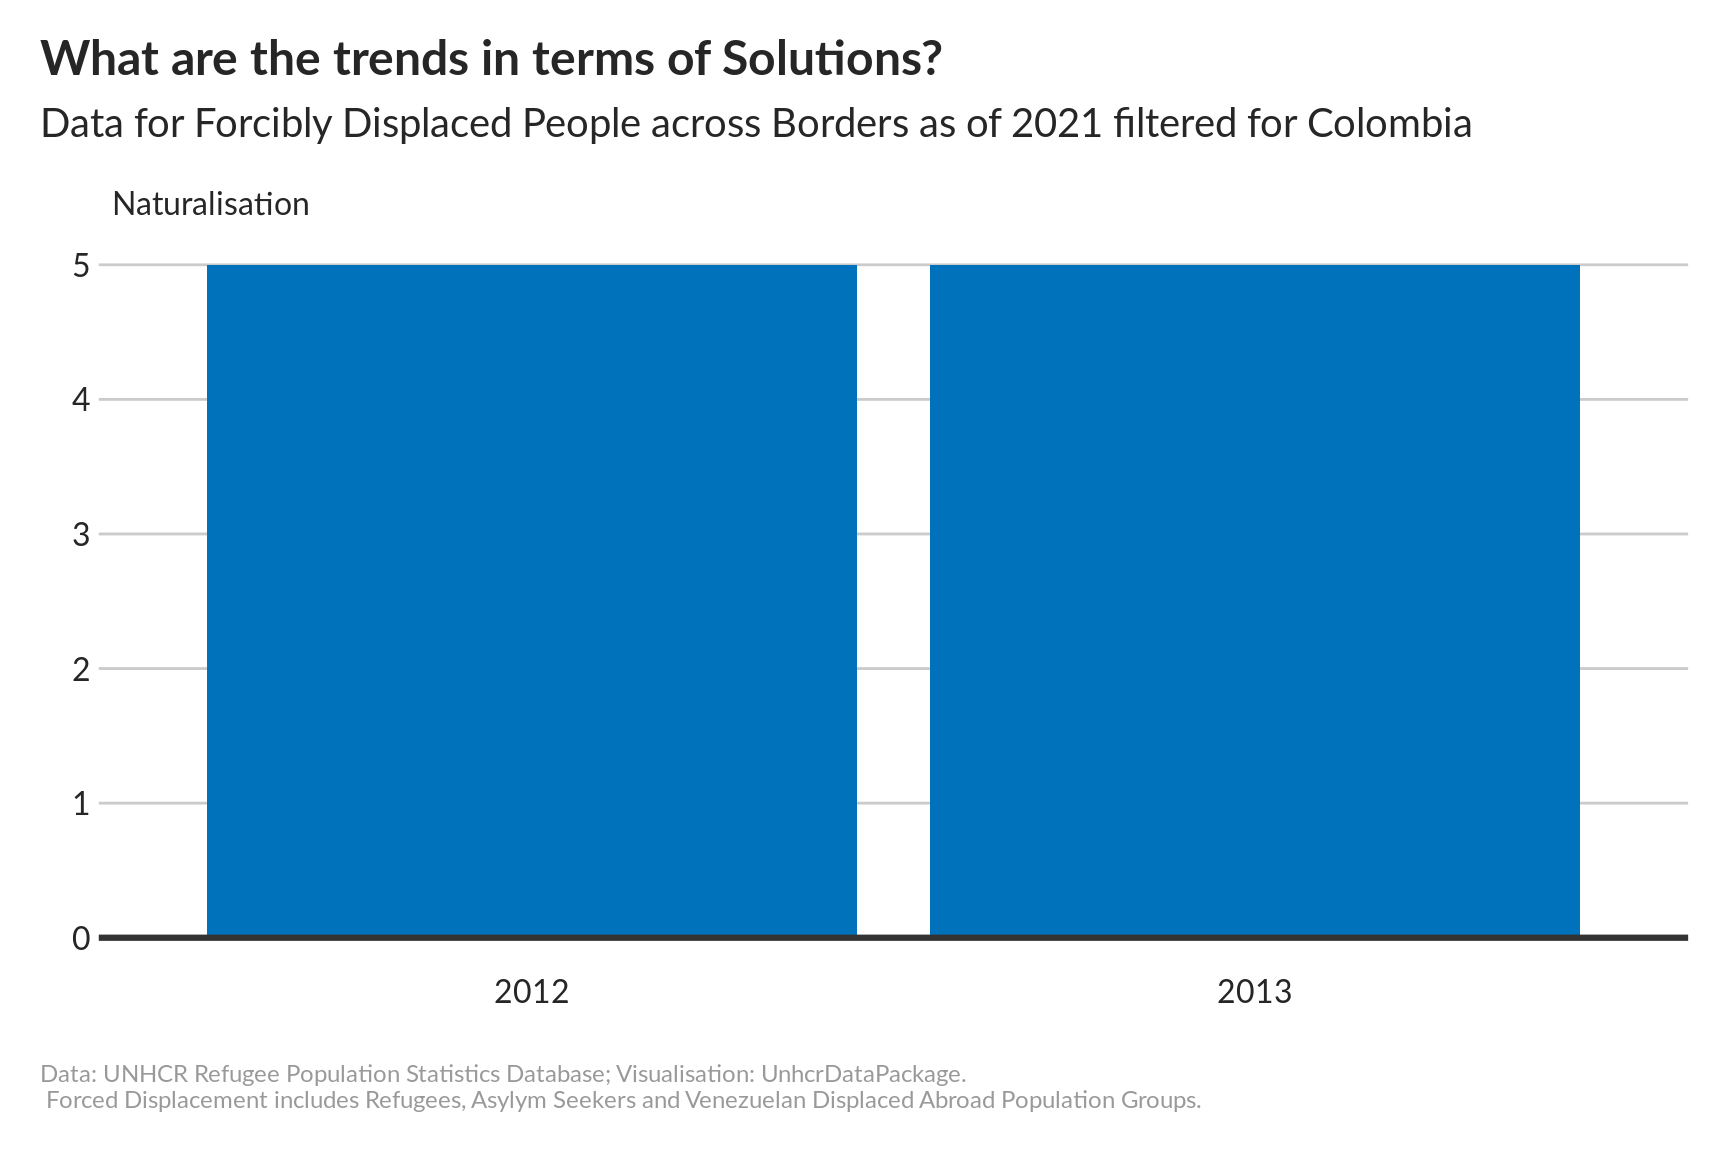 What are the trends in terms of Solutions?
Data for Forcibly Displaced People across Borders as of 2021 filtered for Colombia
Naturalisation
5
4
3
2
1
0
2012
2013
Data: UNHCR Refugee Population Statistics Database; Visualisation: UnhcrDataPackage.
Forced Displacement includes Refugees, Asylym Seekers and Venezuelan Displaced Abroad Population Groups.